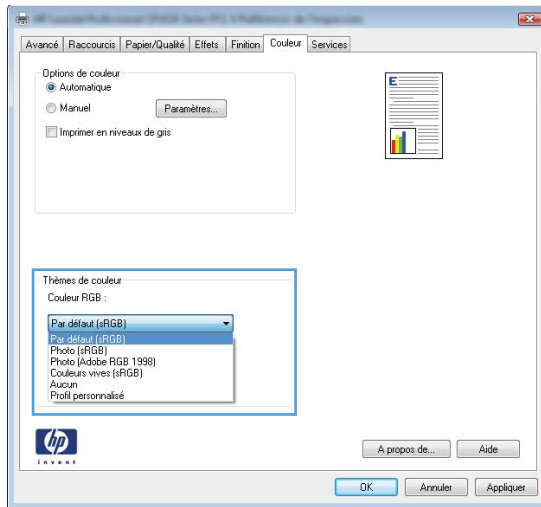 Avancé Raccourcis Papier/Qualité Effets Finition Couleur Services
Options de couleur
Automatique
Manuel Paramètres...
Imprimer en niveaux de gris
E
Thèmes de couleur
Couleur RGB :
Par défaut (sRGB)
Par défaut (sRGB)
Photo (sRGB)
Photo (Adobe RGB 1998)
Couleurs vives (sRGB)
Aucun
Profil personnalisé
hp
invent
A propos de... Aide
OK Annuler Appliquer